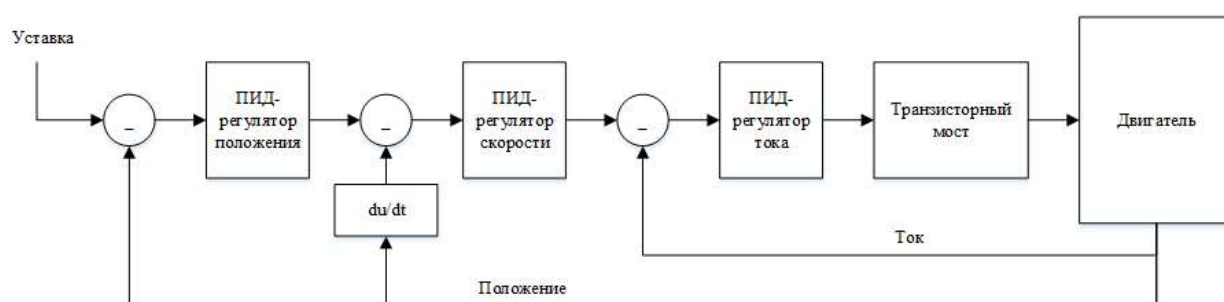 Уставка
-
ПИД-
регулятор
положения
-
ПИД-
регулятор
скорости
-
ПИД-
регулятор
тока
Транзисторный
мост
Двигатель
du/dt
Ток
Положение